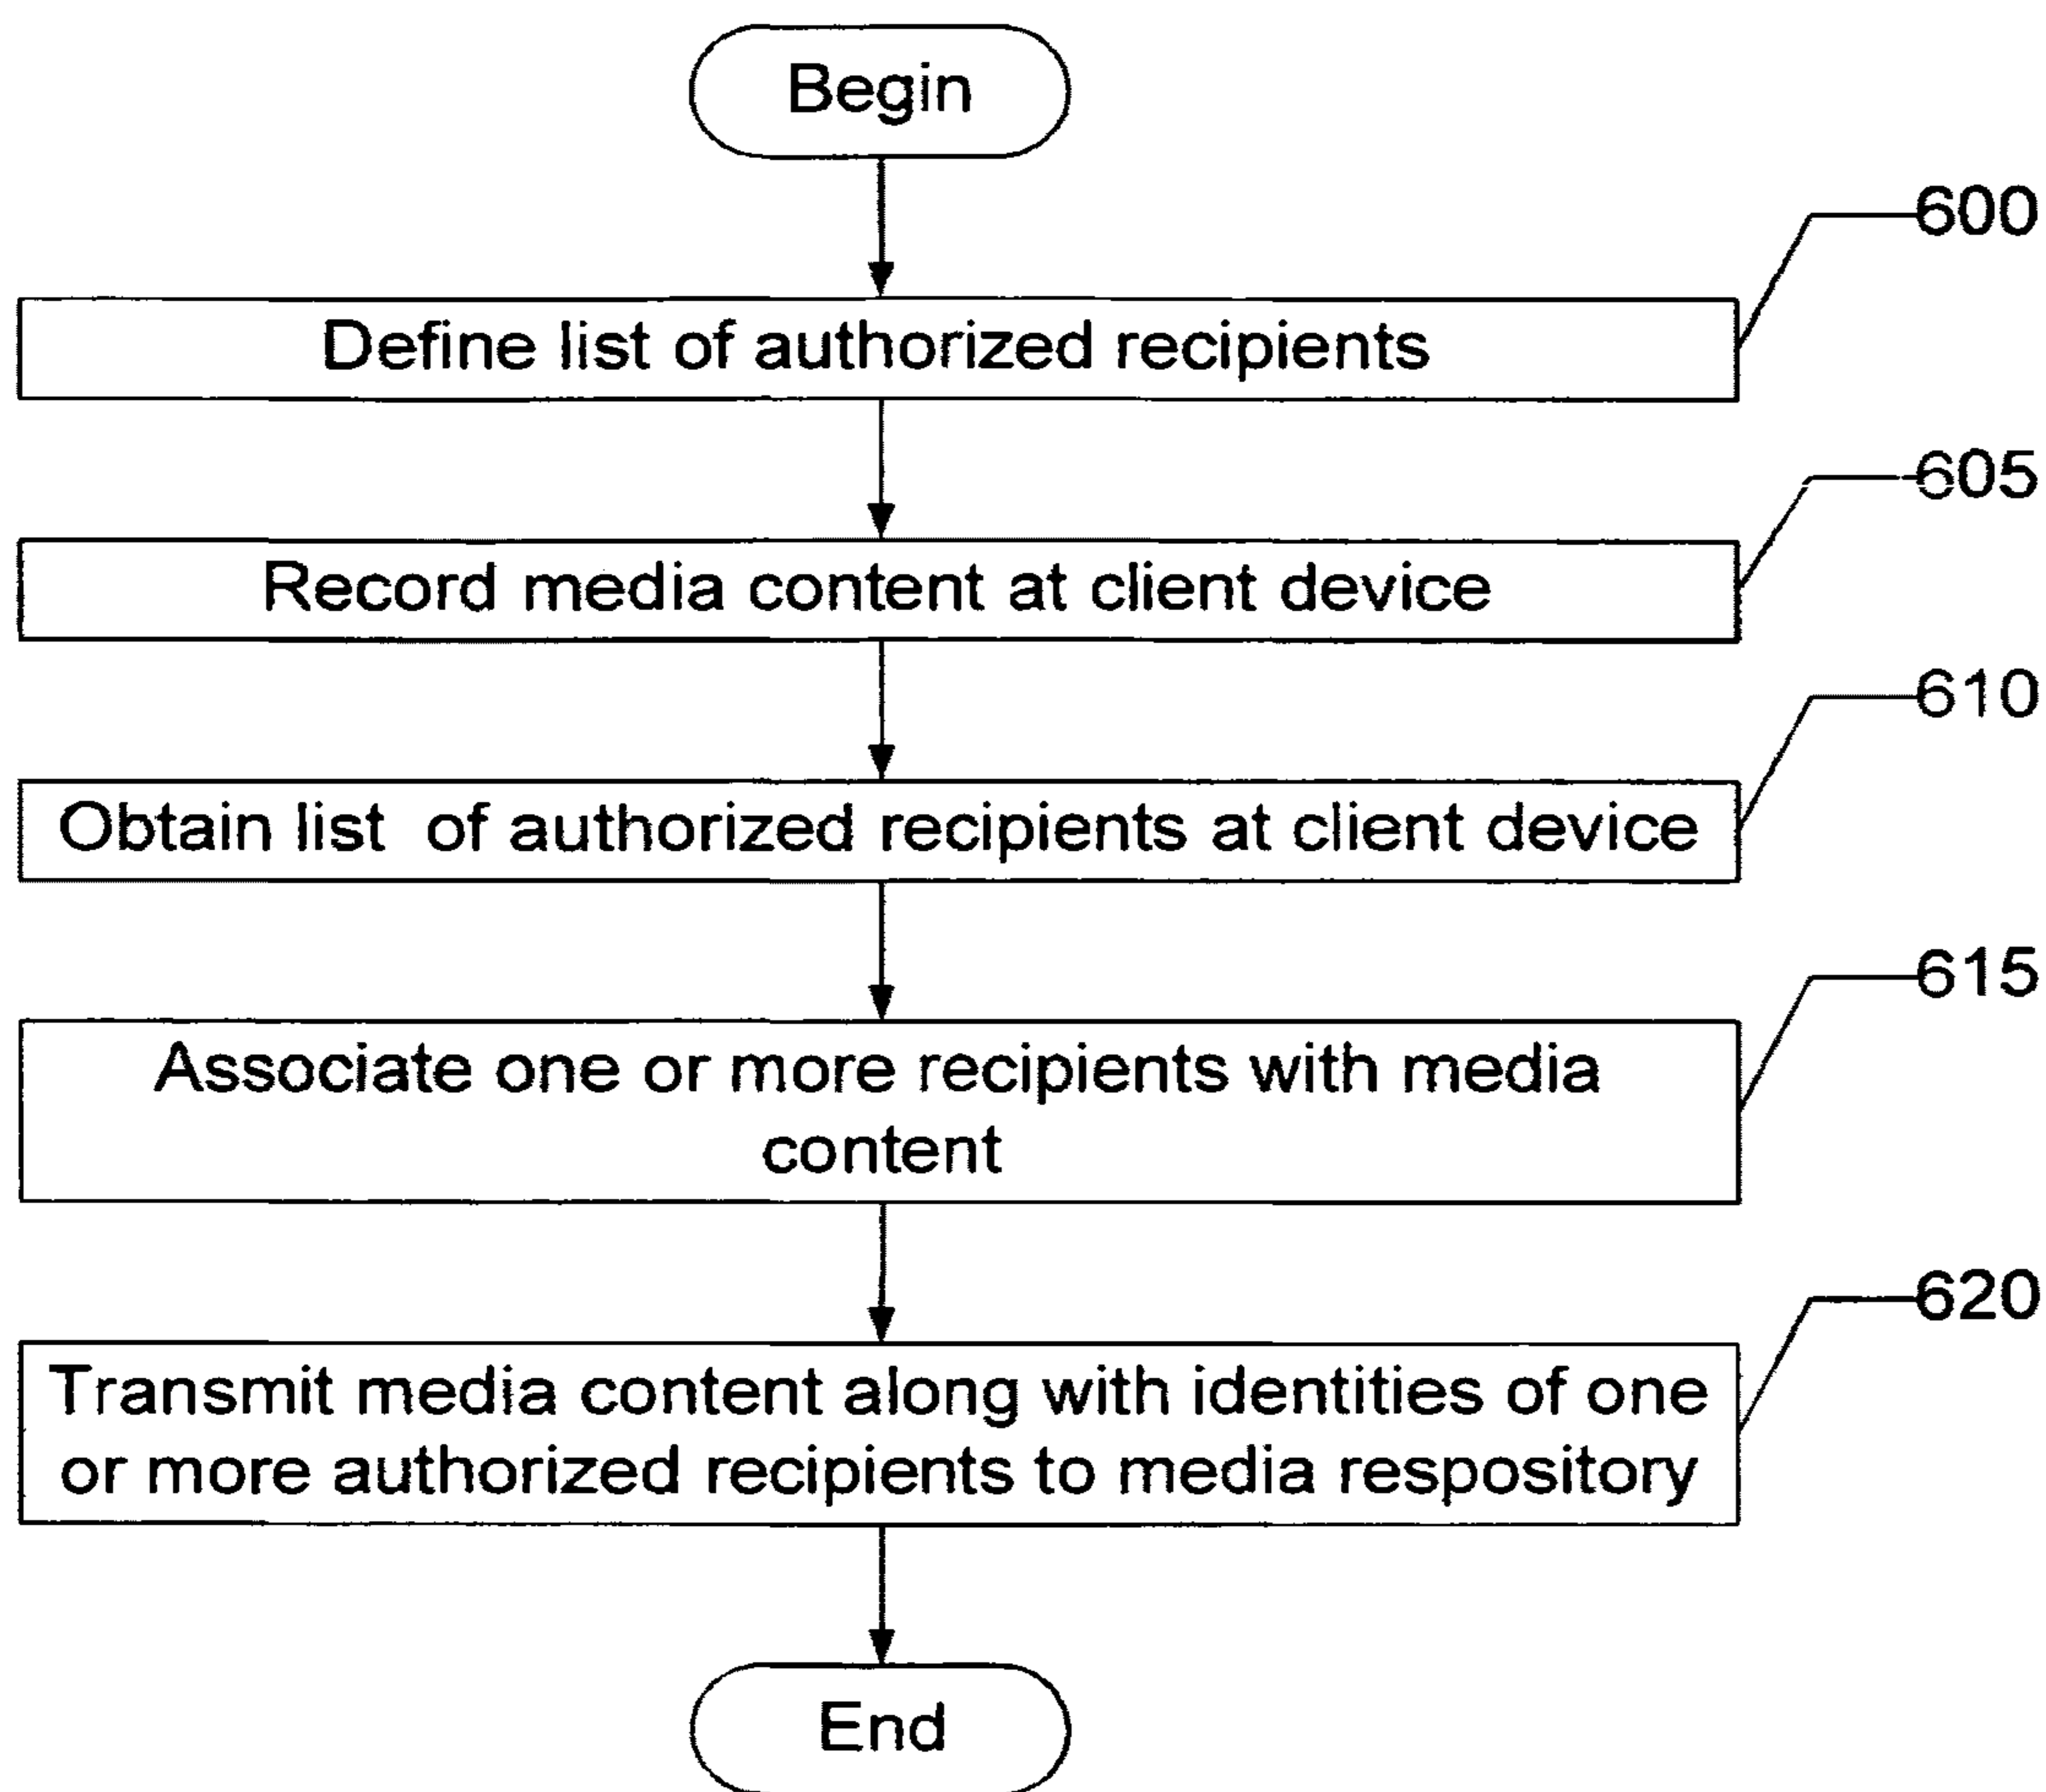 Begin
600
Define list of authorized recipients
605
Record media content at client device
610
Obtain list of authorized recipients at client device
615
Associate one or more recipients with media
content
620
Transmit media content along with identities of one
or more authorized recipients to media respository
End